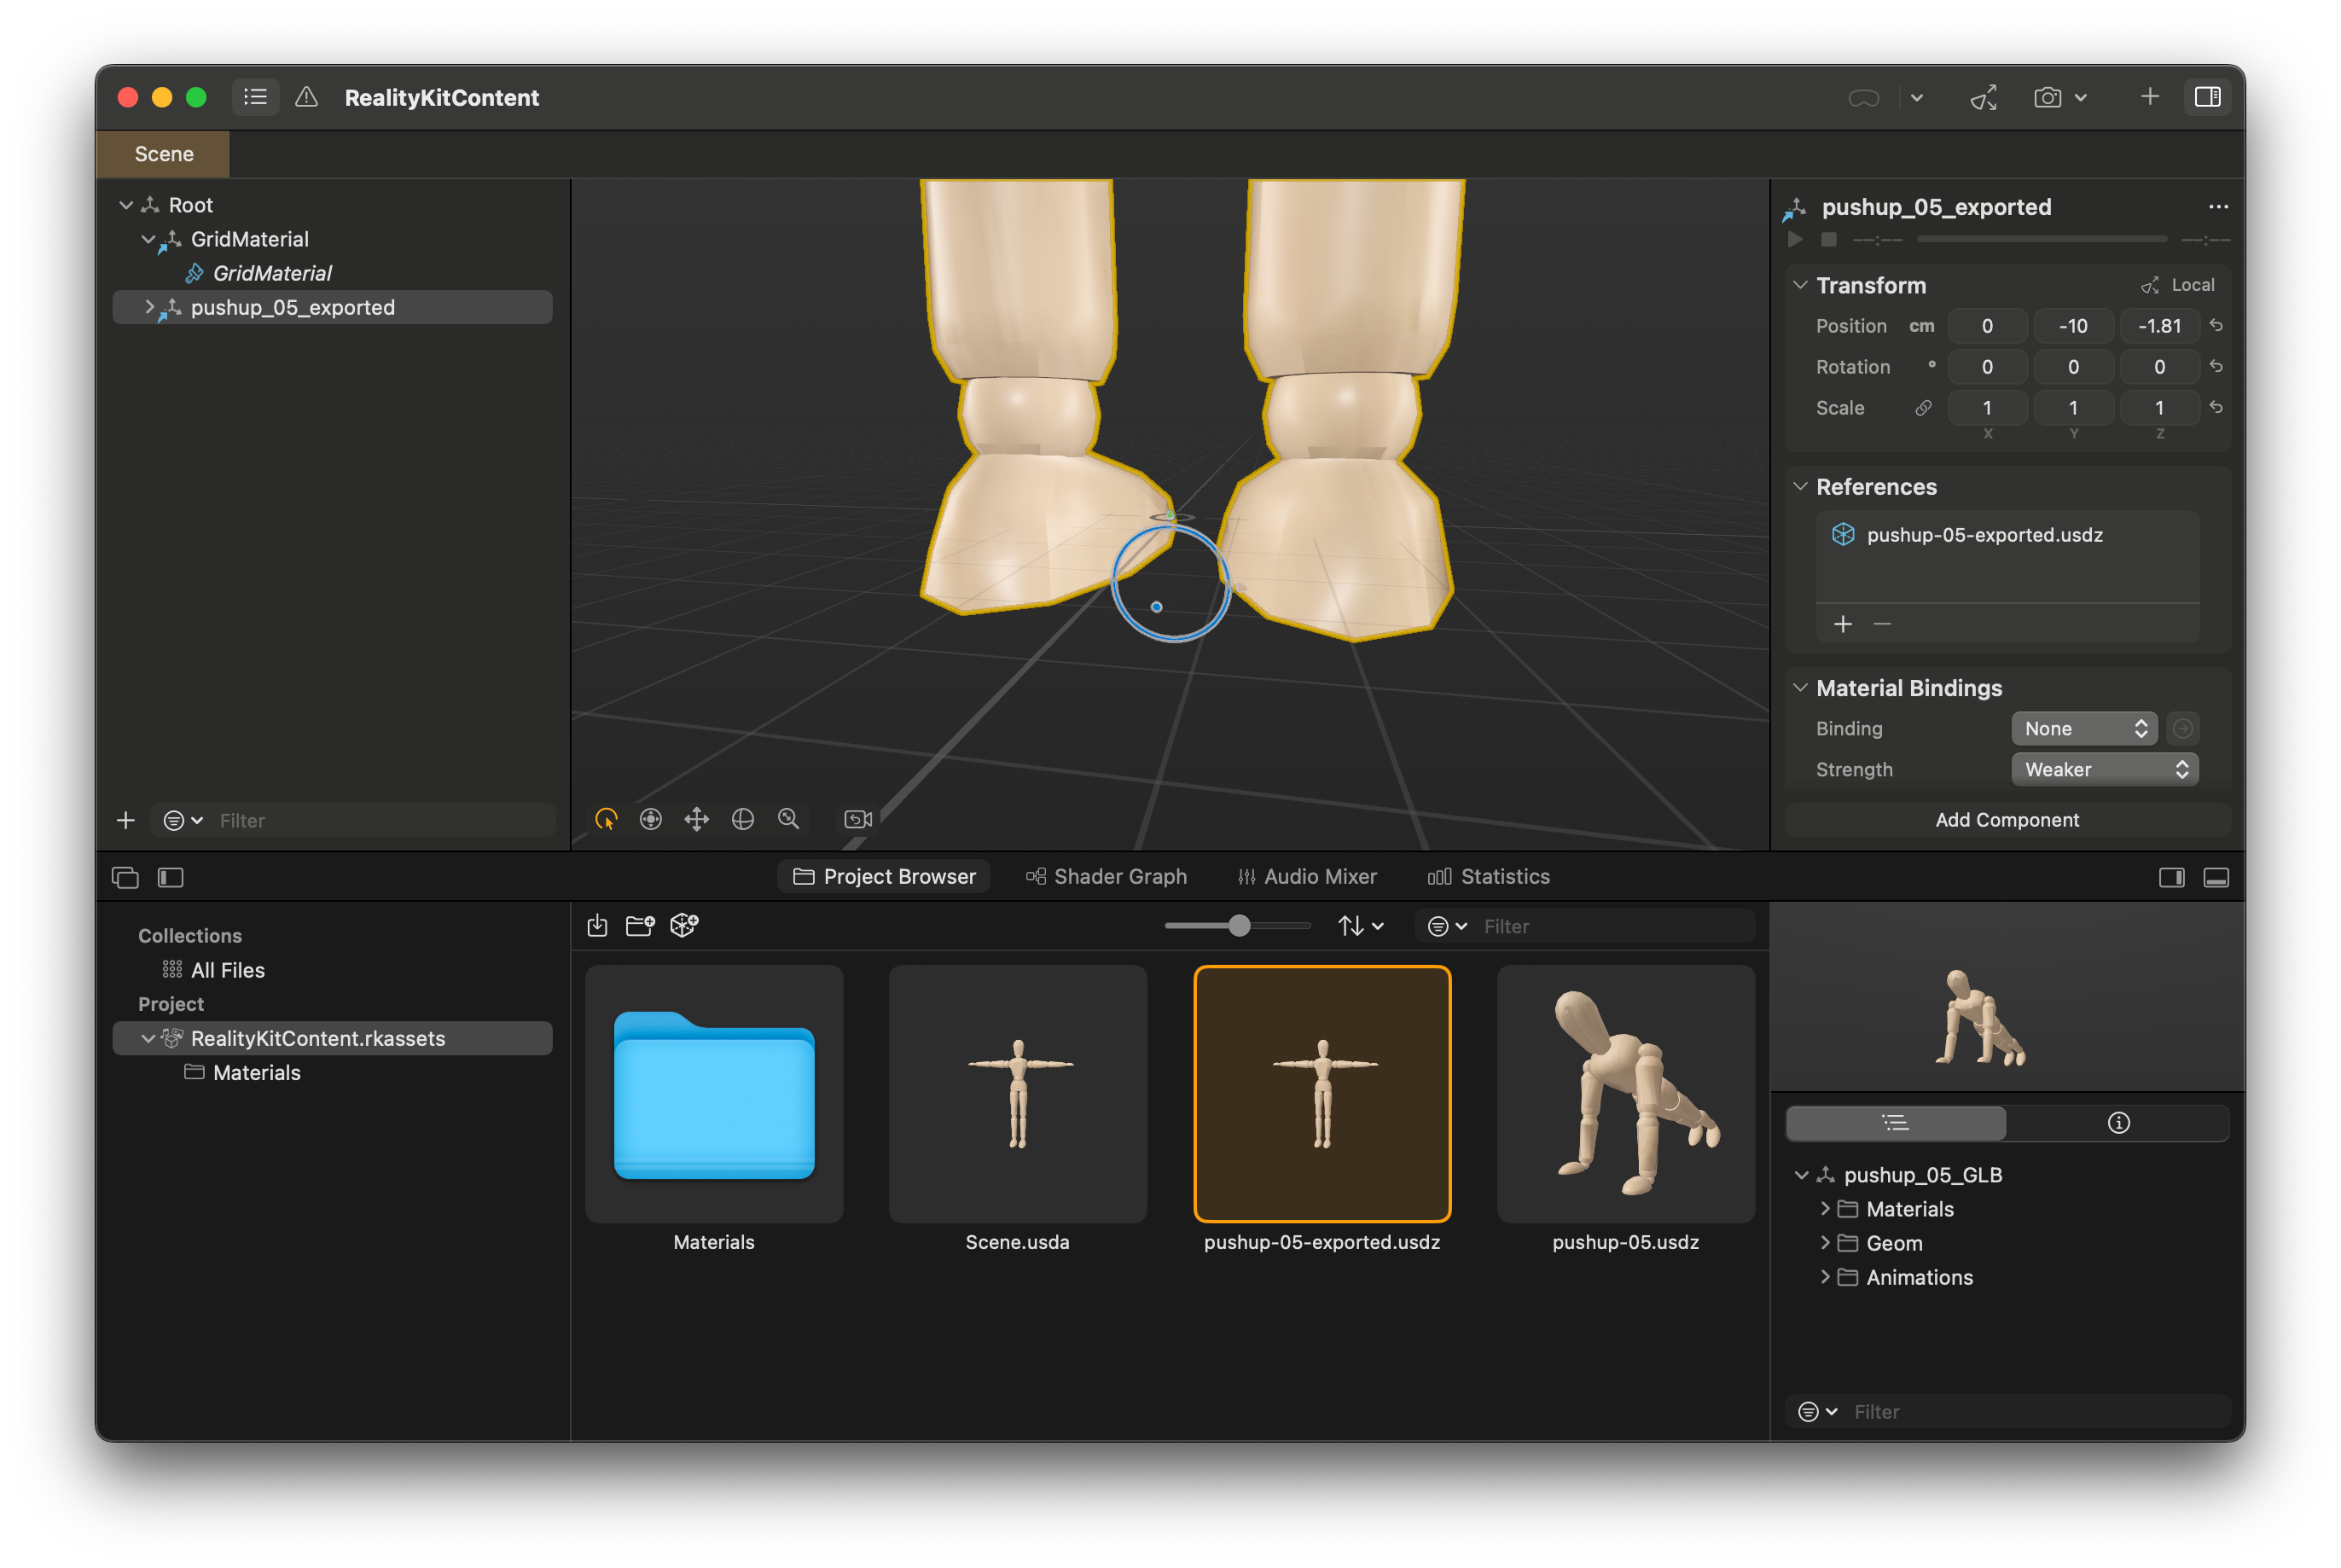 RealityKitContent
Scene
Root
GridMaterial
GridMaterial
pushup_05_exported
Filter
pushup_05_exported
--:--
--:--
Transform
Local
Position cm 0 -10 -1.81
Rotation ° 0 0 0
Scale 1 1 1
X Y Z
References
pushup-05-exported.usdz
Material Bindings
Binding None
Strength Weaker
Add Component
Project Browser
Shader Graph
Audio Mixer
Statistics
Collections
All Files
Project
RealityKitContent.rkassets
Materials
Filter
Materials
Scene.usda
pushup-05-exported.usdz
pushup-05.usdz
pushup_05_GLB
Materials
Geom
Animations
Filter